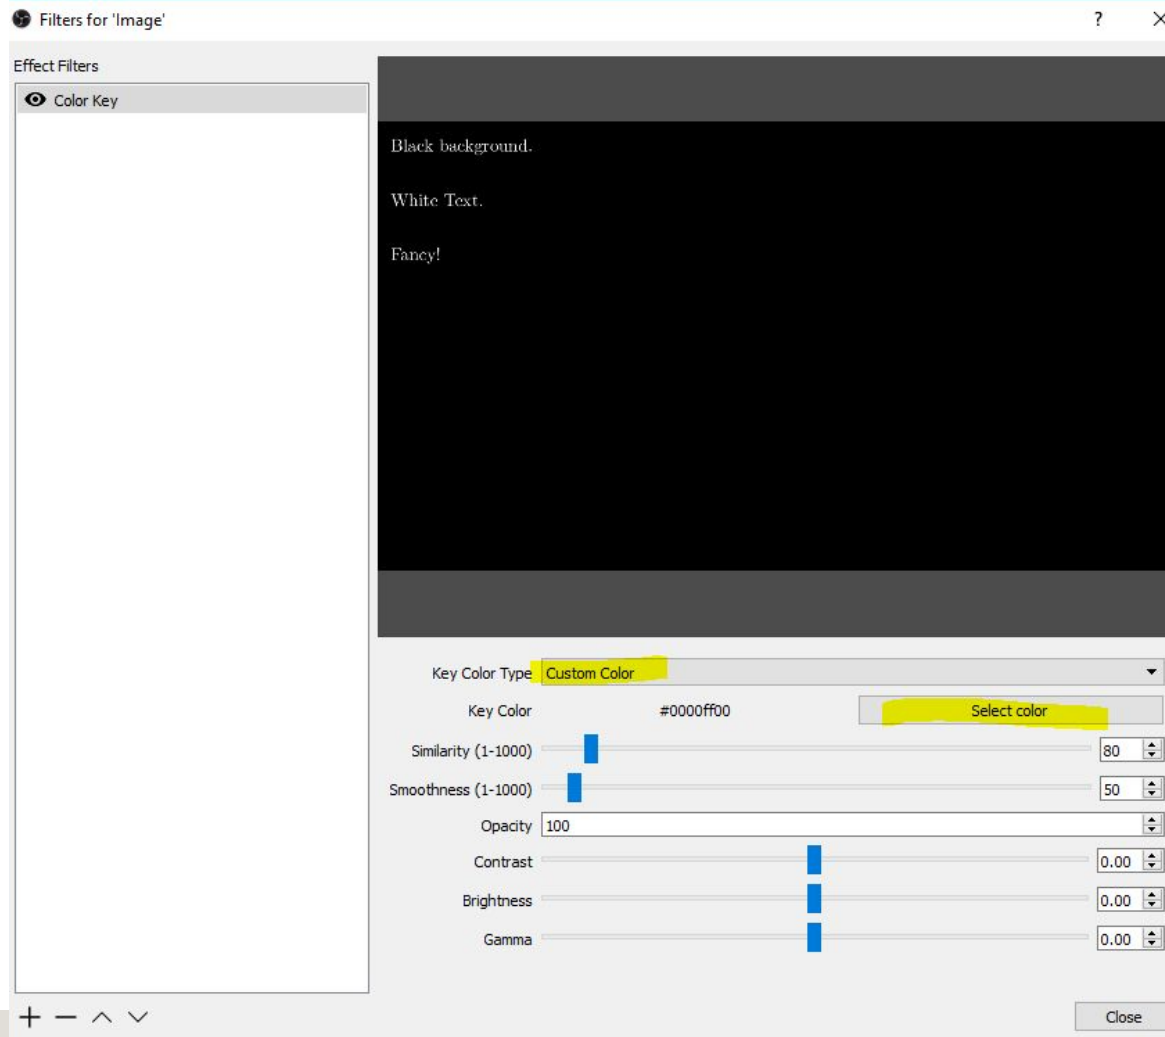 Filters for 'Image'
?
Effect Filters
Color Key
Black background.
White Text.
Fancy!
Key Color Type Custom Color
Key Color #0000ff00 Select color
Similarity (1-1000) 80
Smoothness (1-1000) 50
Opacity 100
Contrast 0.00
Brightness 0.00
Gamma 0.00
Close